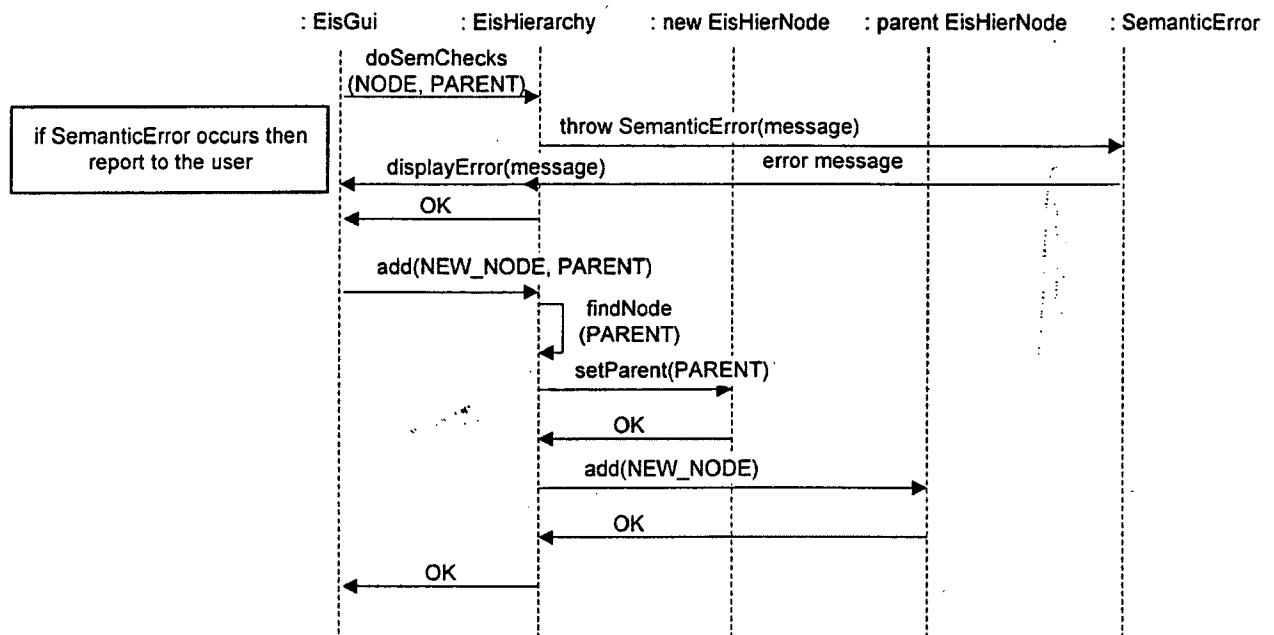 : EisGui : EisHierarchy : new EisHierNode : parent EisHierNode : SemanticError
doSemChecks
(NODE, PARENT)
if SemanticError occurs then
report to the user
throw SemanticError(message)
error message
displayError(message)
OK
add(NEW_NODE, PARENT)
findNode
(PARENT)
setParent(PARENT)
OK
add(NEW_NODE)
OK
OK